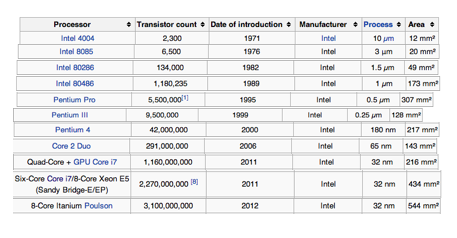 Processor Transistor count Date of introduction Manufacturer Process Area
Intel 4004 2,300 1971 Intel 10 µm 12 mm²
Intel 8085 6,500 1976 Intel 3 µm 20 mm²
Intel 80286 134,000 1982 Intel 1.5 µm 49 mm²
Intel 80486 1,180,235 1989 Intel 1 µm 173 mm²
Pentium Pro 5,500,000[1] 1995 Intel 0.5 µm 307 mm²
Pentium III 9,500,000 1999 Intel 0.25 µm 128 mm²
Pentium 4 42,000,000 2000 Intel 180 nm 217 mm²
Core 2 Duo 291,000,000 2006 Intel 65 nm 143 mm²
Quad-Core + GPU Core i7 1,160,000,000 2011 Intel 32 nm 216 mm²
Six-Core Core i7/8-Core Xeon E5
(Sandy Bridge-E/EP) 2,270,000,000 [8] 2011 Intel 32 nm 434 mm²
8-Core Itanium Poulson 3,100,000,000 2012 Intel 32 nm 544 mm²